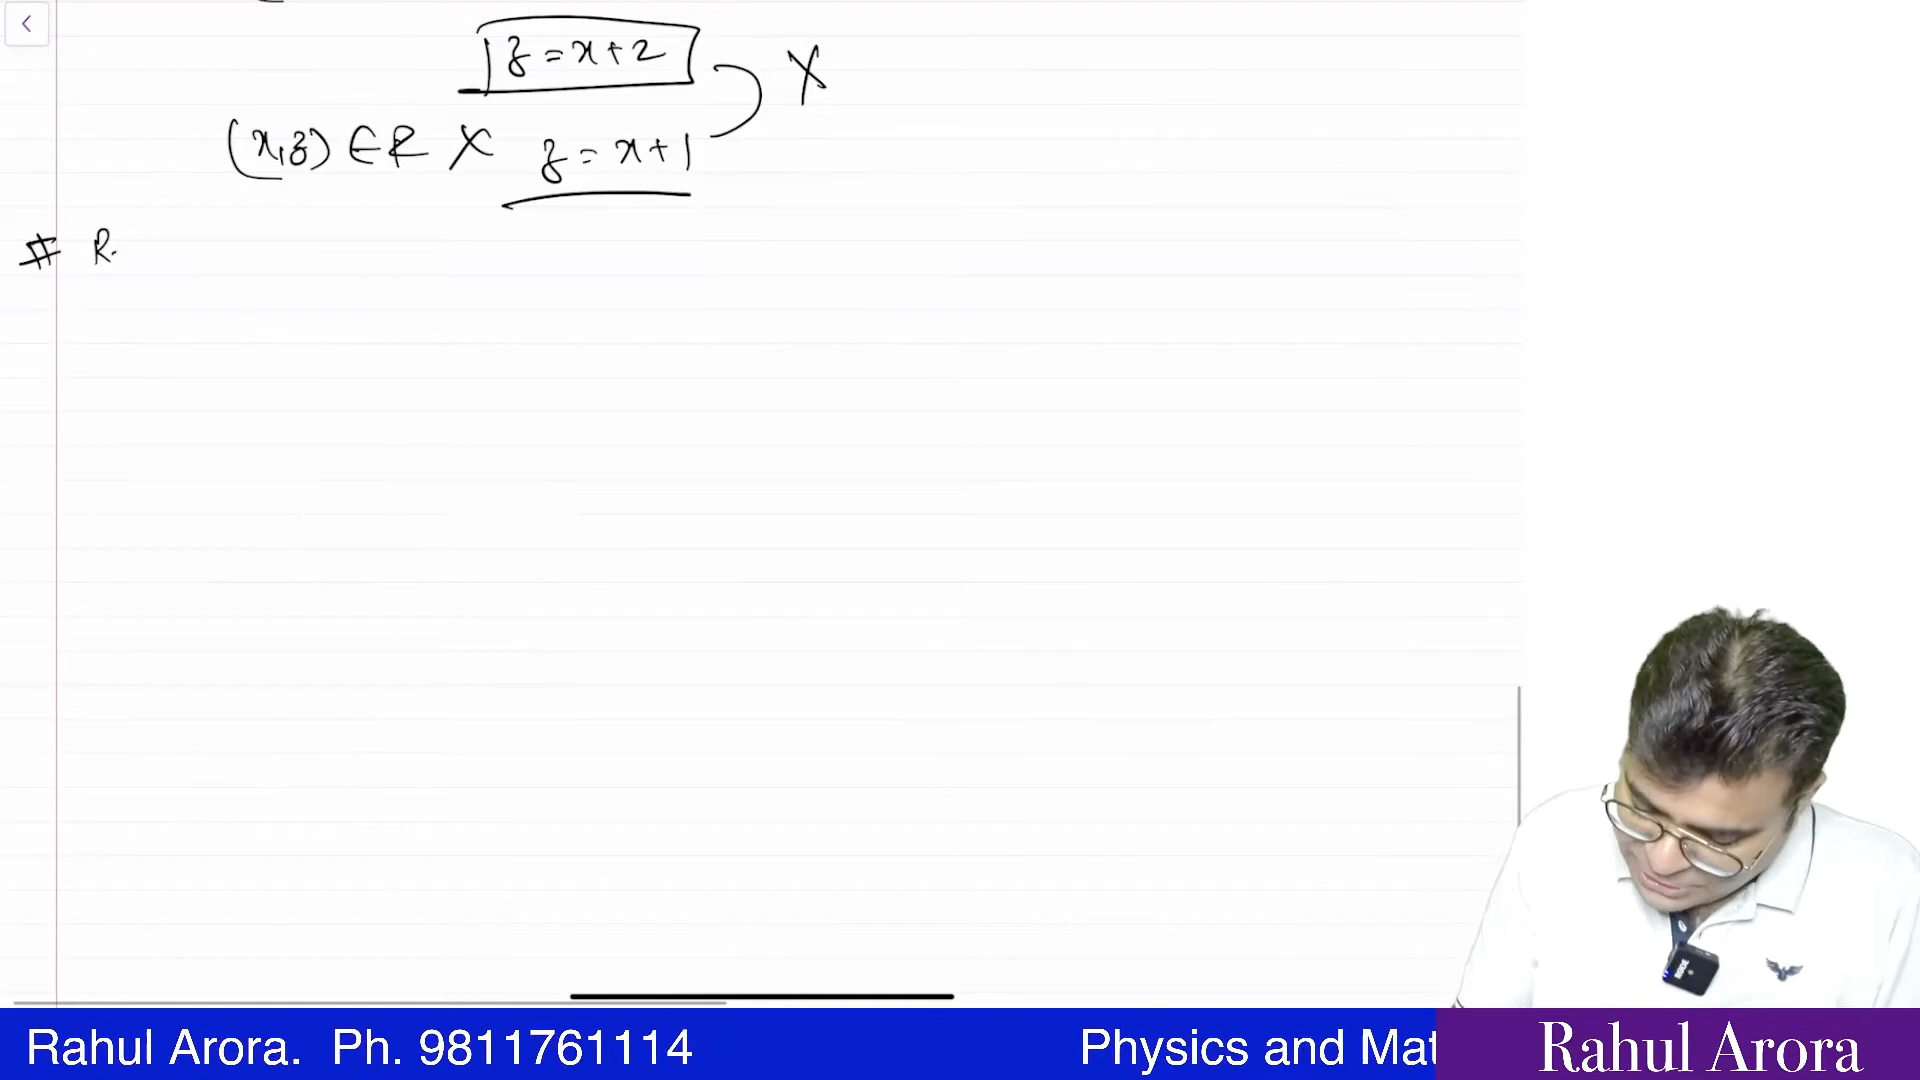 z = x + 2
X
(x,z) ∈ R X z = x + 1
# R.
Rahul Arora. Ph. 9811761114
Physics and Mat
Rahul Arora